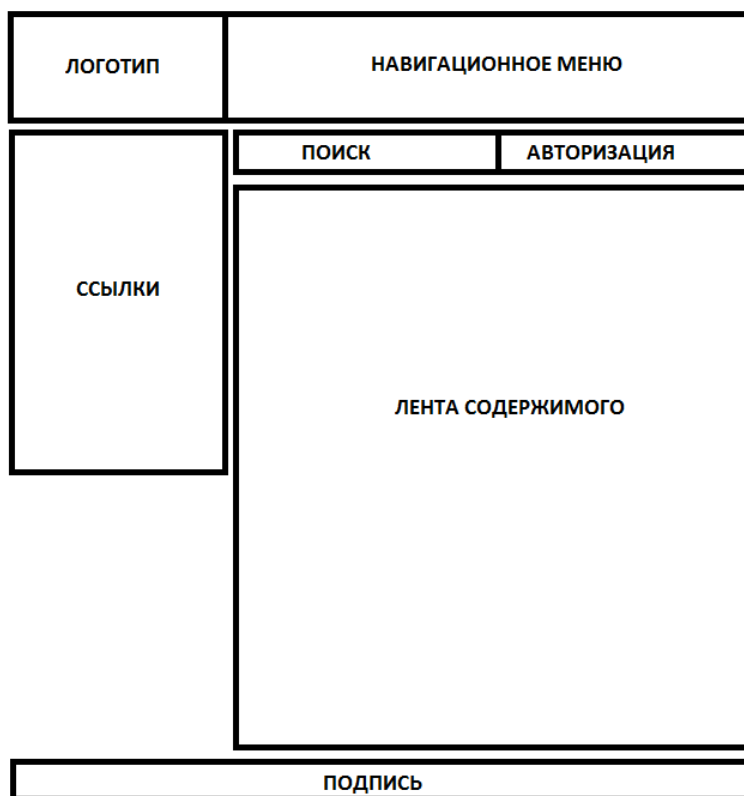 ЛОГОТИП
НАВИГАЦИОННОЕ МЕНЮ
ПОИСК
АВТОРИЗАЦИЯ
ССЫЛКИ
ЛЕНТА СОДЕРЖИМОГО
ПОДПИСЬ